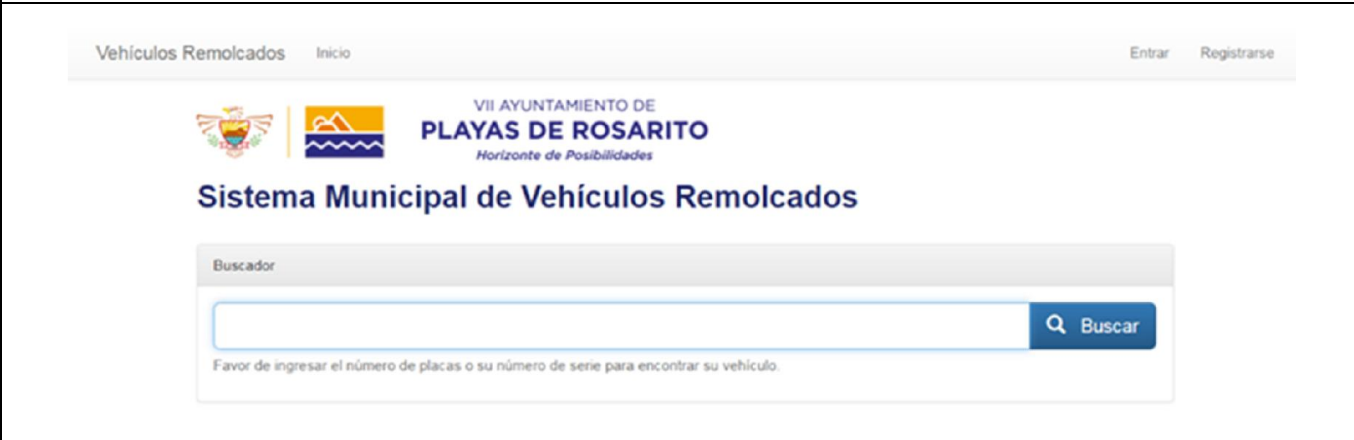 Vehículos Remolcados Inicio Entrar Registrarse
VII AYUNTAMIENTO DE
PLAYAS DE ROSARITO
Horizonte de Posibilidades
Sistema Municipal de Vehículos Remolcados
Buscador
Buscar
Favor de ingresar el número de placas o su número de serie para encontrar su vehículo.